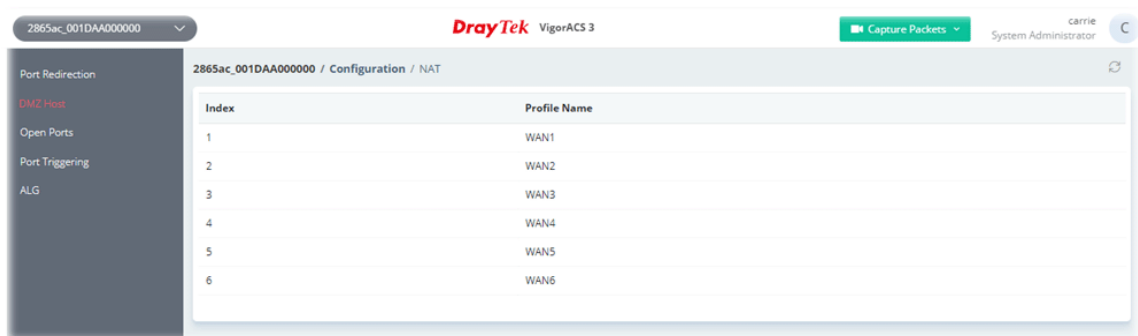 2865ac_001DAA000000
DrayTek VigorACS 3
Capture Packets
carrie
System Administrator
C
Port Redirection
DMZ Host
Open Ports
Port Triggering
ALG
2865ac_001DAA000000 / Configuration / NAT
Index Profile Name
1 WAN1
2 WAN2
3 WAN3
4 WAN4
5 WAN5
6 WAN6